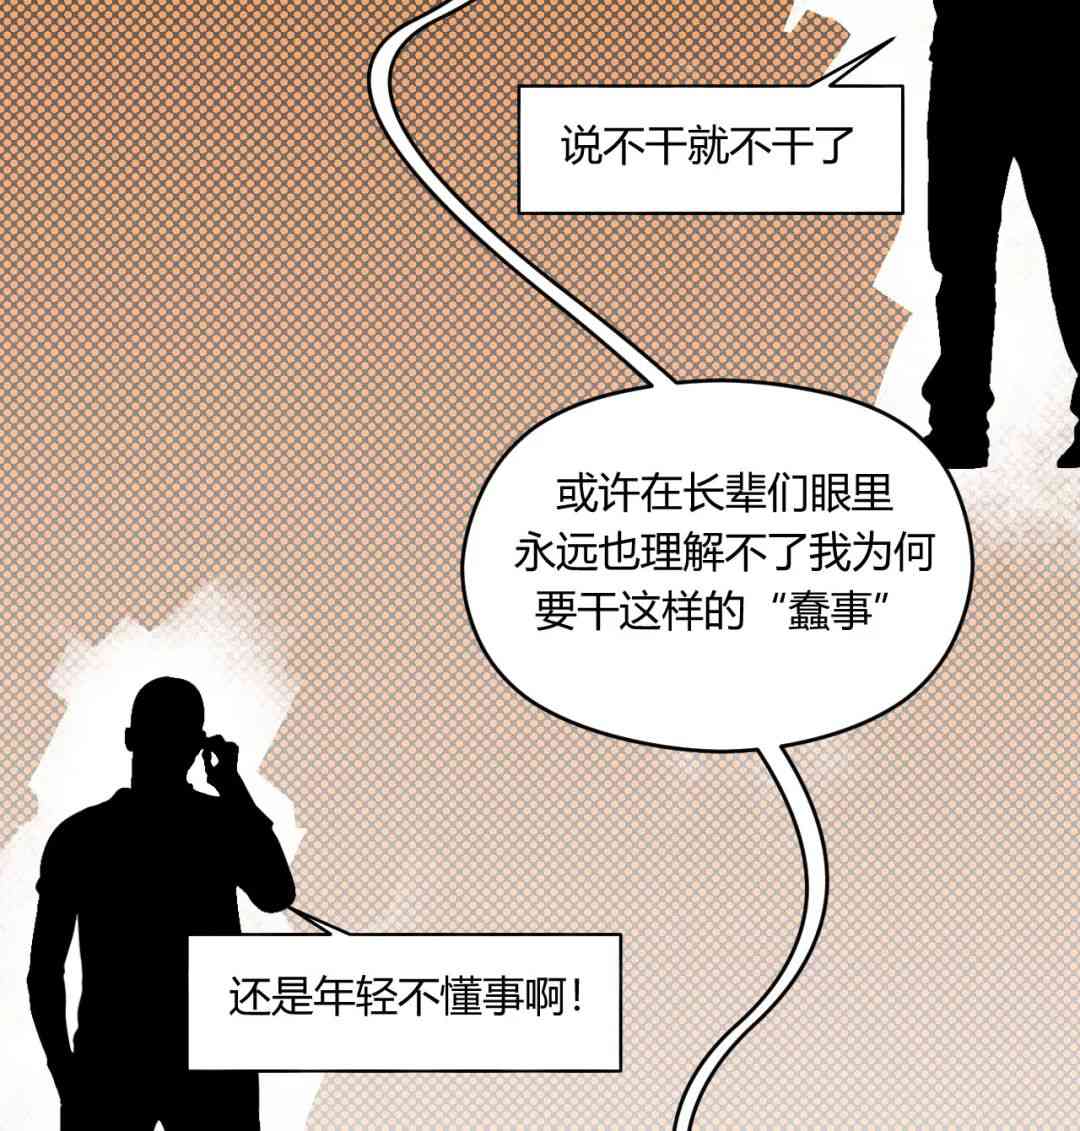 说不干就不干了
或许在长辈们眼里
永远也理解不了我为何
要干这样的“蠢事”
还是年轻不懂事啊！